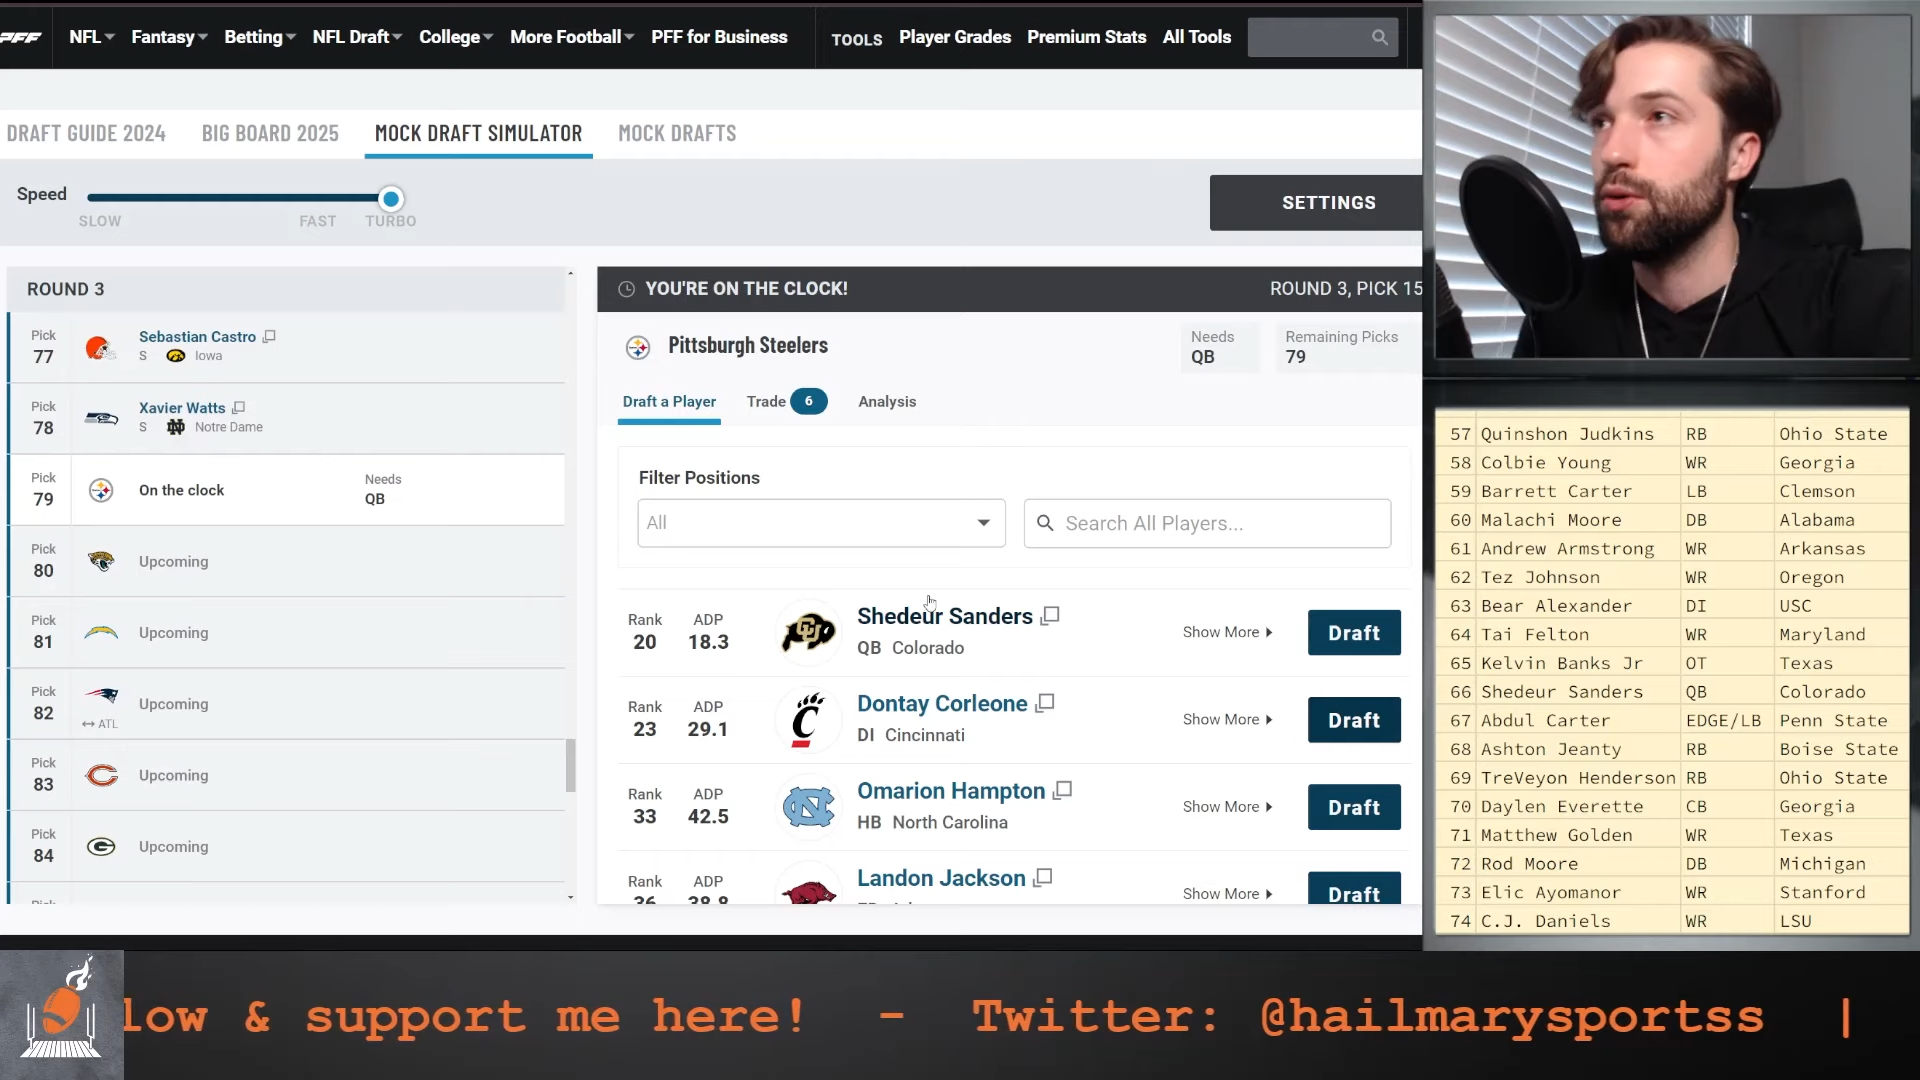 PFF NFL Fantasy Betting NFL Draft College More Football PFF for Business TOOLS Player Grades Premium Stats All Tools
DRAFT GUIDE 2024 BIG BOARD 2025 MOCK DRAFT SIMULATOR MOCK DRAFTS
Speed
SLOW FAST TURBO
SETTINGS
ROUND 3
Pick 77
Sebastian Castro
S Iowa
Pick 78
Xavier Watts
S Notre Dame
Pick 79
On the clock
Needs
QB
Pick 80
Upcoming
Pick 81
Upcoming
Pick 82
Upcoming
ATL
Pick 83
Upcoming
Pick 84
Upcoming
YOU'RE ON THE CLOCK! ROUND 3, PICK 15
Pittsburgh Steelers
Needs
QB
Remaining Picks
79
Draft a Player Trade 6 Analysis
Filter Positions
All
Search All Players...
Rank 20 ADP 18.3
Shedeur Sanders
QB Colorado
Show More Draft
Rank 23 ADP 29.1
Dontay Corleone
DI Cincinnati
Show More Draft
Rank 33 ADP 42.5
Omarion Hampton
HB North Carolina
Show More Draft
Rank 36 ADP 38.8
Landon Jackson
Show More Draft
57 Quinshon Judkins RB Ohio State
58 Colbie Young WR Georgia
59 Barrett Carter LB Clemson
60 Malachi Moore DB Alabama
61 Andrew Armstrong WR Arkansas
62 Tez Johnson WR Oregon
63 Bear Alexander DI USC
64 Tai Felton WR Maryland
65 Kelvin Banks Jr OT Texas
66 Shedeur Sanders QB Colorado
67 Abdul Carter EDGE/LB Penn State
68 Ashton Jeanty RB Boise State
69 TreVeyon Henderson RB Ohio State
70 Daylen Everette CB Georgia
71 Matthew Golden WR Texas
72 Rod Moore DB Michigan
73 Elic Ayomanor WR Stanford
74 C.J. Daniels WR LSU
low & support me here! - Twitter: @hailmarysportss |